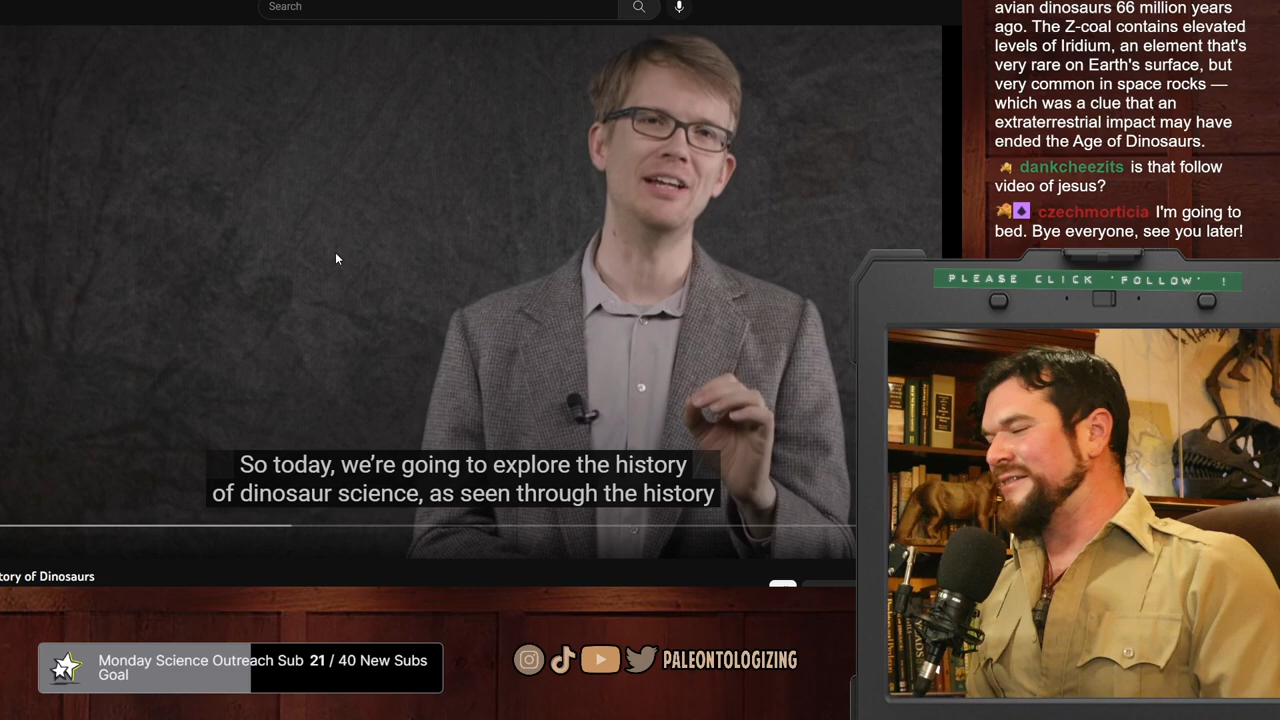 Search
avian dinosaurs 66 million years
ago. The Z-coal contains elevated
levels of Iridium, an element that's
very rare on Earth's surface, but
very common in space rocks —
which was a clue that an
extraterrestrial impact may have
ended the Age of Dinosaurs.
dankcheezits is that follow
video of jesus?
czechmorticia I'm going to
bed. Bye everyone, see you later!
PLEASE CLICK 'FOLLOW' !
So today, we're going to explore the history
of dinosaur science, as seen through the history
tory of Dinosaurs
Monday Science Outreach Sub 21 / 40 New Subs
Goal
PALEONTOLOGIZING